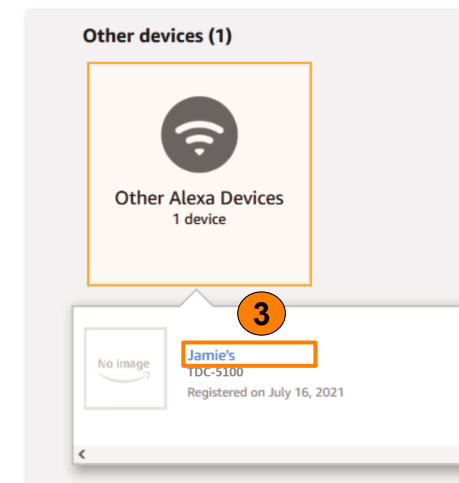 Other devices (1)
Other Alexa Devices
1 device
3
No image
Jamie's
TDC-5100
Registered on July 16, 2021
<